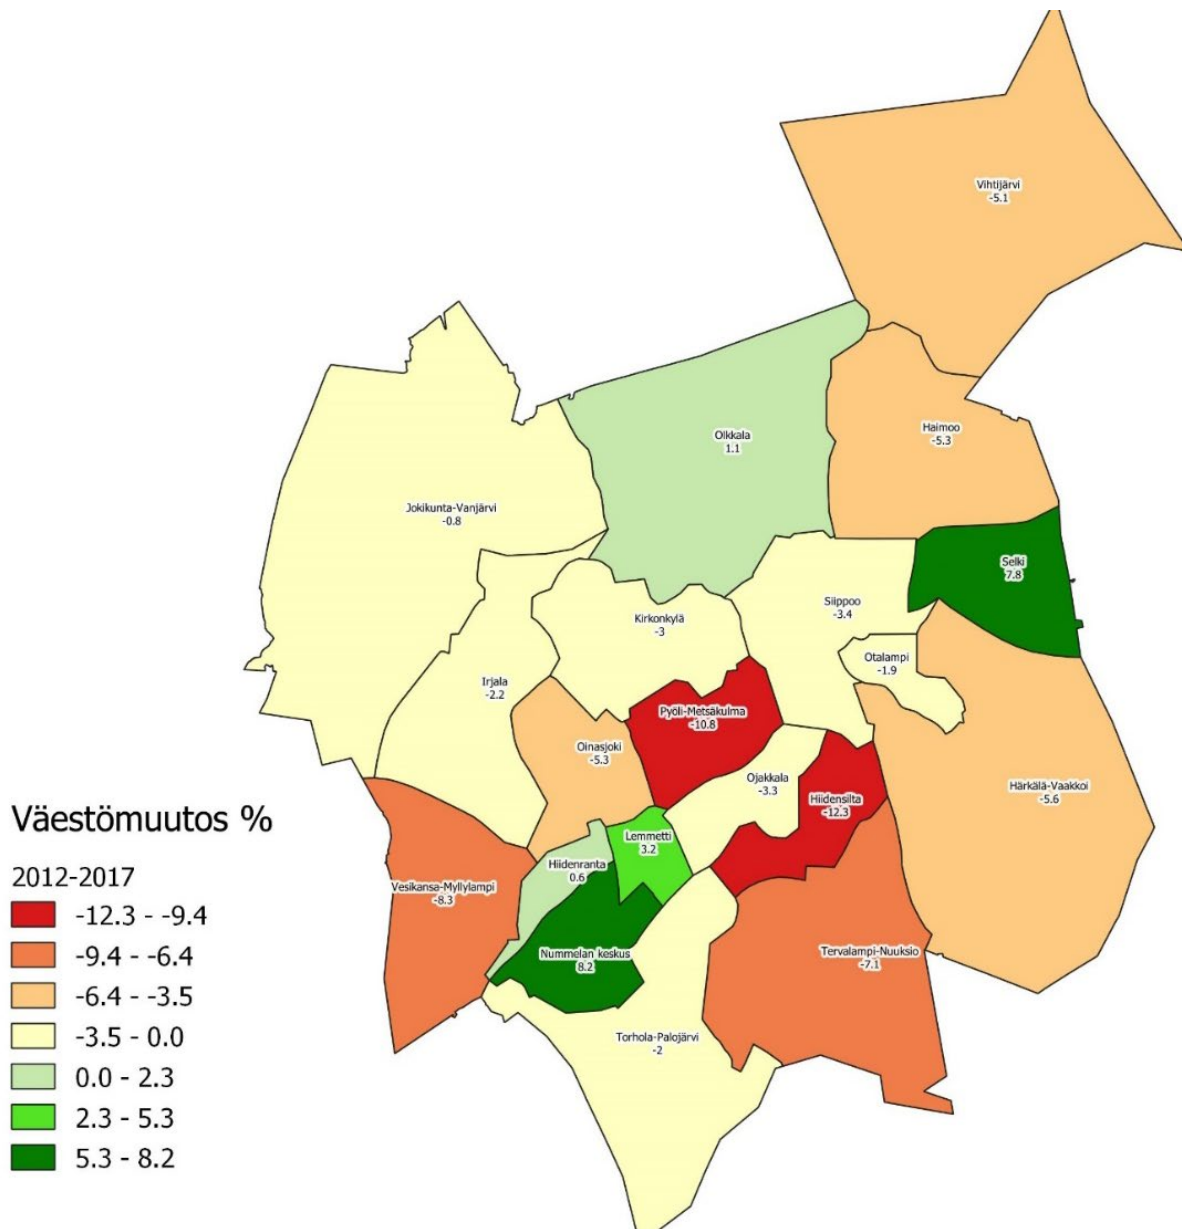 Vihtijärvi
-5.1
Olkkala
1.1
Haimoo
-5.3
Jokikunta-Vanjärvi
-0.8
Selki
7.8
Siippoo
-3.4
Kirkonkylä
-3
Otalampi
-1.9
Irjala
-2.2
Pyöli-Metsäkulma
-10.8
Oinasjoki
-5.3
Ojakkala
-3.3
Hiidensilta
-12.3
Härkälä-Vaakkoi
-5.6
Lemmetti
3.2
Hiidenranta
0.6
Vesikansa-Myllylampi
-8.3
Nummelan keskus
8.2
Tervalampi-Nuuksio
-7.1
Torhola-Palojärvi
-2
Väestömuutos %
2012-2017
-12.3 - -9.4
-9.4 - -6.4
-6.4 - -3.5
-3.5 - 0.0
0.0 - 2.3
2.3 - 5.3
5.3 - 8.2